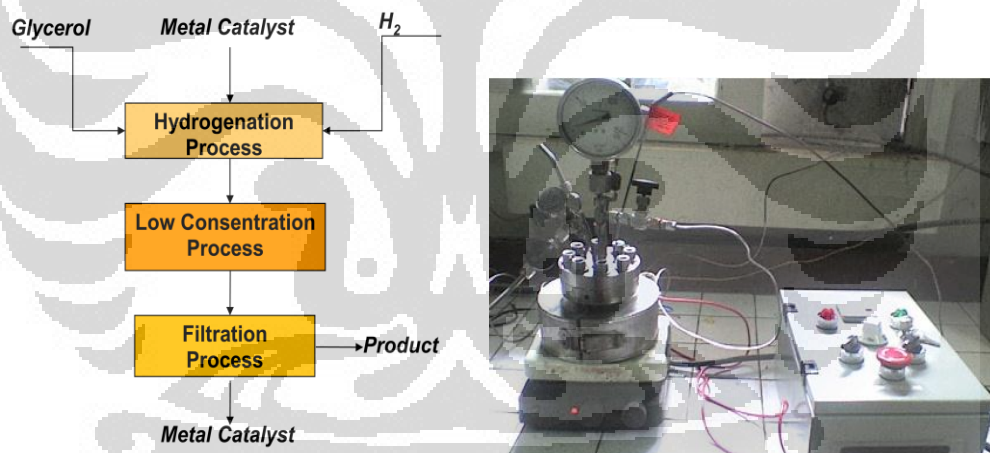 Glycerol
Metal Catalyst
H2
Hydrogenation
Process
Low Consentration
Process
Filtration
Process
Product
Metal Catalyst